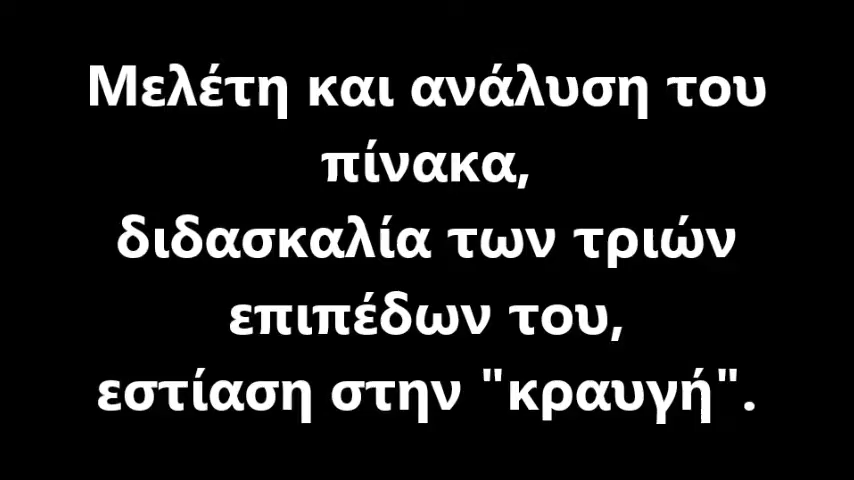 Μελέτη και ανάλυση του
πίνακα,
διδασκαλία των τριών
επιπέδων του,
εστίαση στην "κραυγή".